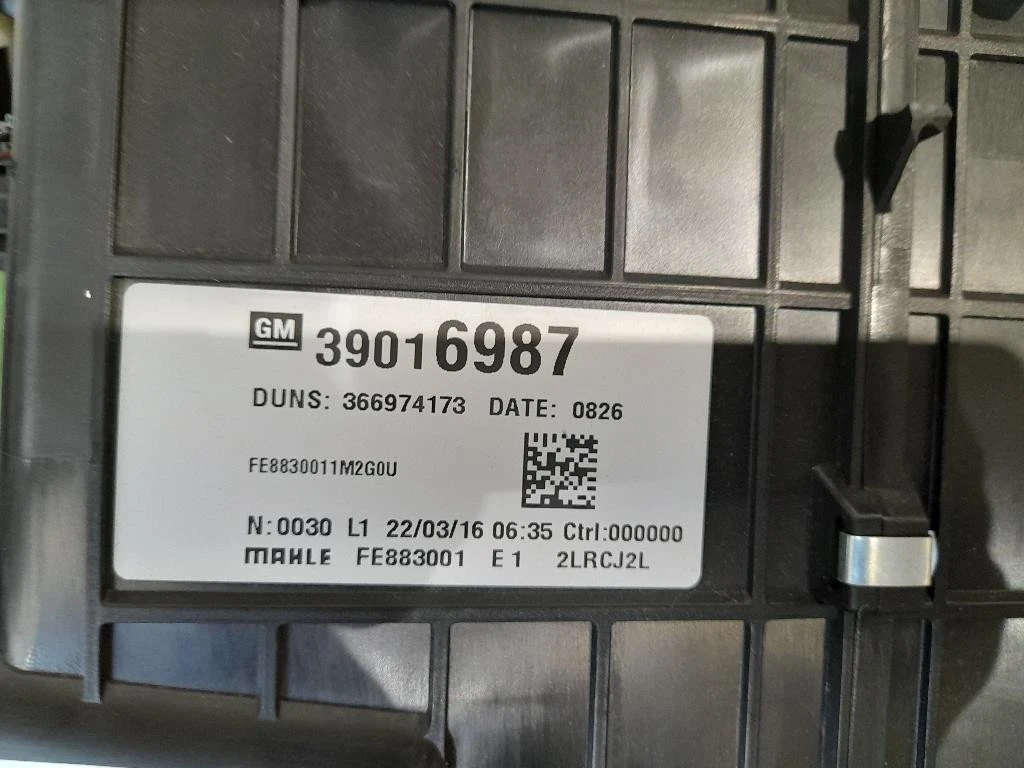 GM 39016987
DUNS: 366974173 DATE: 0826
FE8830011M2G0U
N:0030 L1 22/03/16 06:35 Ctrl:000000
MAHLE FE883001 E1 2LRCJ2L